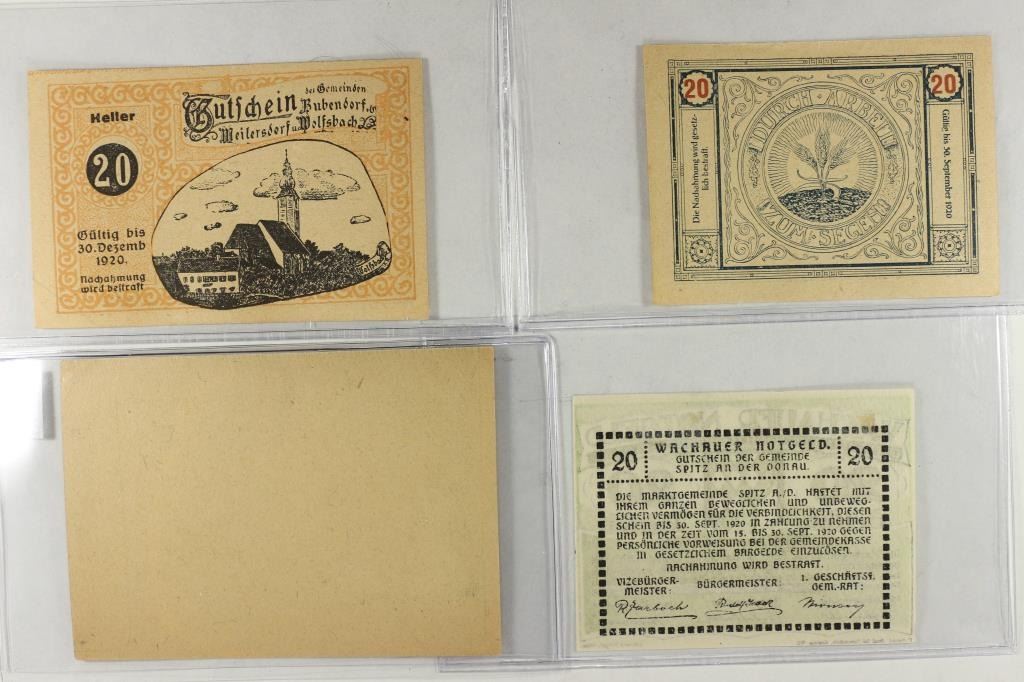 Heller
20
Gültig bis
30. Dezemb
1920.
Nachahmung
wird bestraft
Gutschein der Gemeinden
Bubendorf,
Meilersdorf u. Wolfsbach
20
20
Die Nachahmung wird gesetz-
lich bestraft.
DURCH · ARBEIT
ZUM · SEGEN
Gültig bis 30. September 1920
20
WACHAUER NOTGELD.
GUTSCHEIN DER GEMEINDE
SPITZ AN DER DONAU.
20
DIE MARKTGEMEINDE SPITZ A./D. HAFTET MIT
IHREM GANZEN BEWEGLICHEN UND UNBEWEG-
LICHEN VERMÖGEN FÜR DIE VERBINDLICHKEIT, DIESEN
SCHEIN BIS 30. SEPT. 1920 IN ZAHLUNG ZU NEHMEN
UND IN DER ZEIT VOM 15. BIS 30. SEPT. 1920 GEGEN
PERSÖNLICHE VORWEISUNG BEI DER GEMEINDEKASSE
IN GESETZLICHEM BARGELDE EINZULÖSEN.
NACHAHMUNG WIRD BESTRAFT.
VIZEBÜRGER-
MEISTER:
BÜRGERMEISTER:
1. GESCHÄFTSF.
GEM.-RAT: